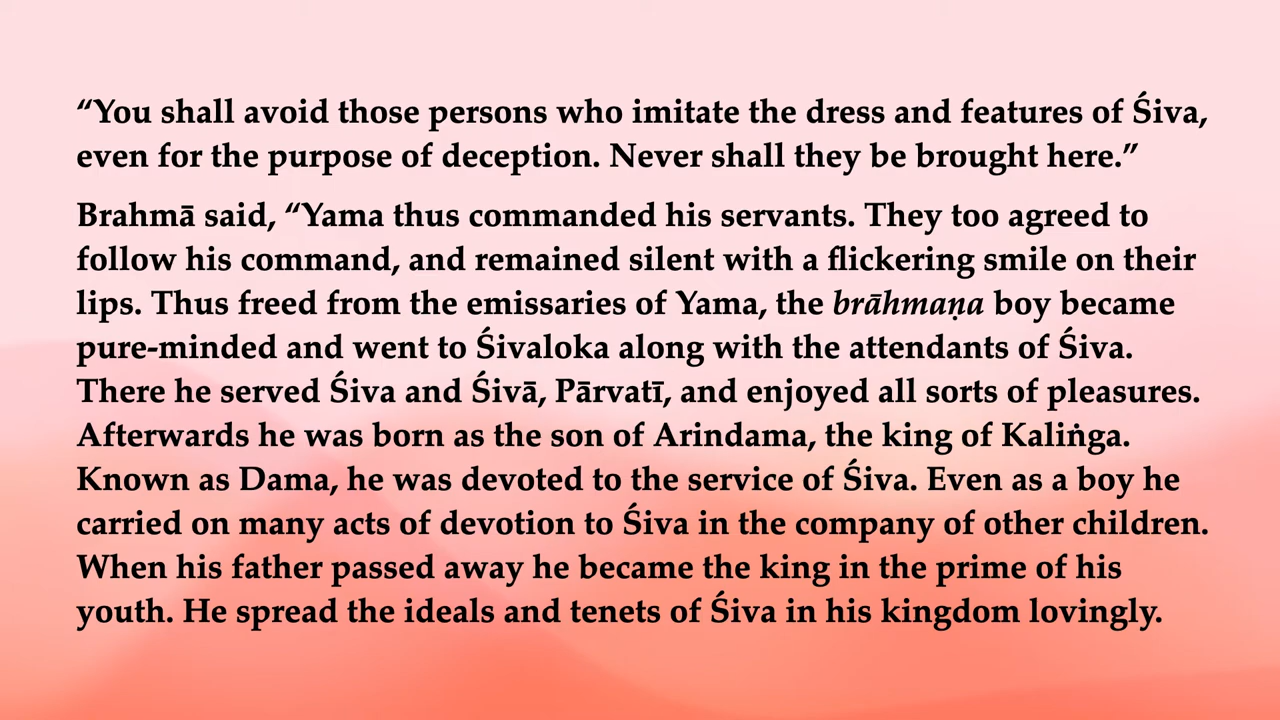 “You shall avoid those persons who imitate the dress and features of Śiva,
even for the purpose of deception. Never shall they be brought here.”
Brahmā said, “Yama thus commanded his servants. They too agreed to
follow his command, and remained silent with a flickering smile on their
lips. Thus freed from the emissaries of Yama, the brāhmaṇa boy became
pure-minded and went to Śivaloka along with the attendants of Śiva.
There he served Śiva and Śivā, Pārvatī, and enjoyed all sorts of pleasures.
Afterwards he was born as the son of Arindama, the king of Kaliṅga.
Known as Dama, he was devoted to the service of Śiva. Even as a boy he
carried on many acts of devotion to Śiva in the company of other children.
When his father passed away he became the king in the prime of his
youth. He spread the ideals and tenets of Śiva in his kingdom lovingly.